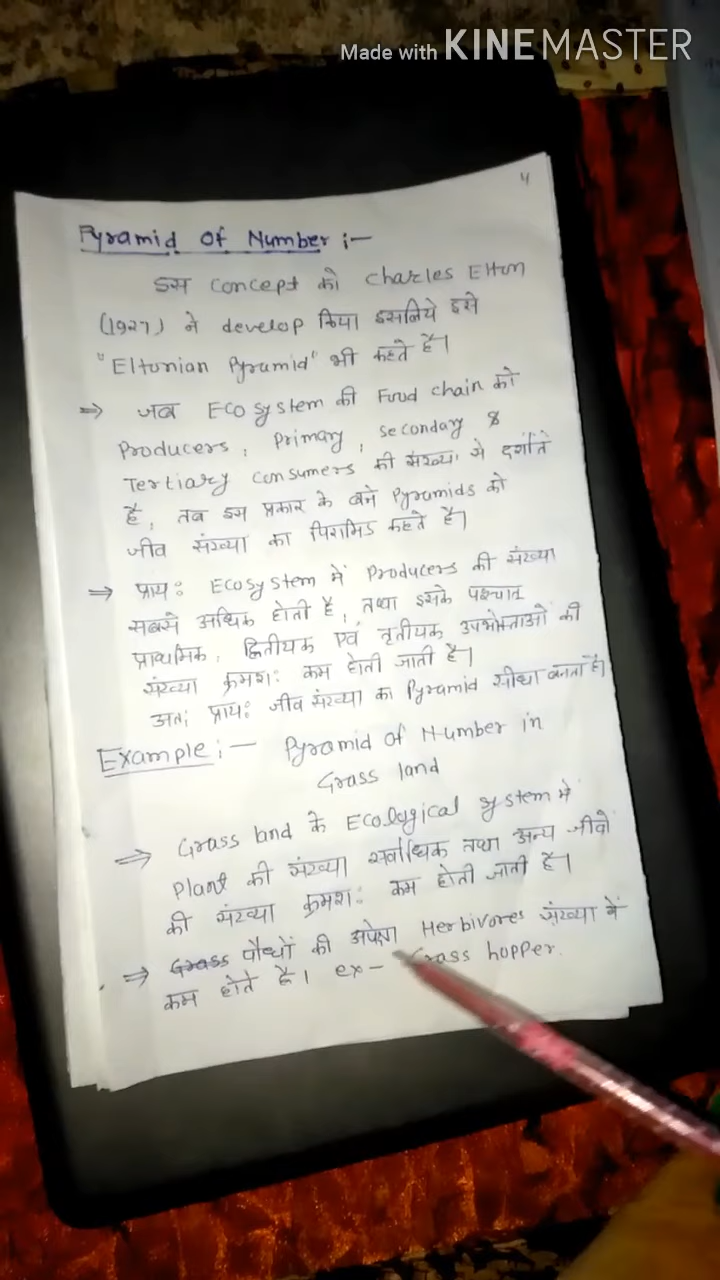 Made with KINEMASTER
4
Pyramid of Number :-
इस concept को Charles Elton
(1927) ने develop किया इसलिये इसे
"Eltonian Pyramid" भी कहते है।
⇒ जब Ecosystem की Food chain को
Producers, Primary, seconday &
Tertiary consumers की संख्या से दर्शाते
है, तब इस प्रकार के बने Pyramids को
जीव संख्या का पिरामिड कहते है।
⇒ प्रायः Ecosystem में Producers की संख्या
सबसे अधिक होती है, तथा इसके पश्चात्
प्राथमिक, द्वितीयक एवं तृतीयक उपभोक्ताओं की
संख्या क्रमशः कम होती जाती है।
अतः प्रायः जीव संख्या का Pyramid सीधा बनता है।
Example :- Pyramid of Number in
Grass land
⇒ Grass land के Ecological system में
Plant की संख्या सर्वाधिक तथा अन्य जीवों
की संख्या क्रमशः कम होती जाती है।
⇒ Grass पौधों की अपेक्षा Herbivores संख्या में
कम होते है। ex- Grass hopper.